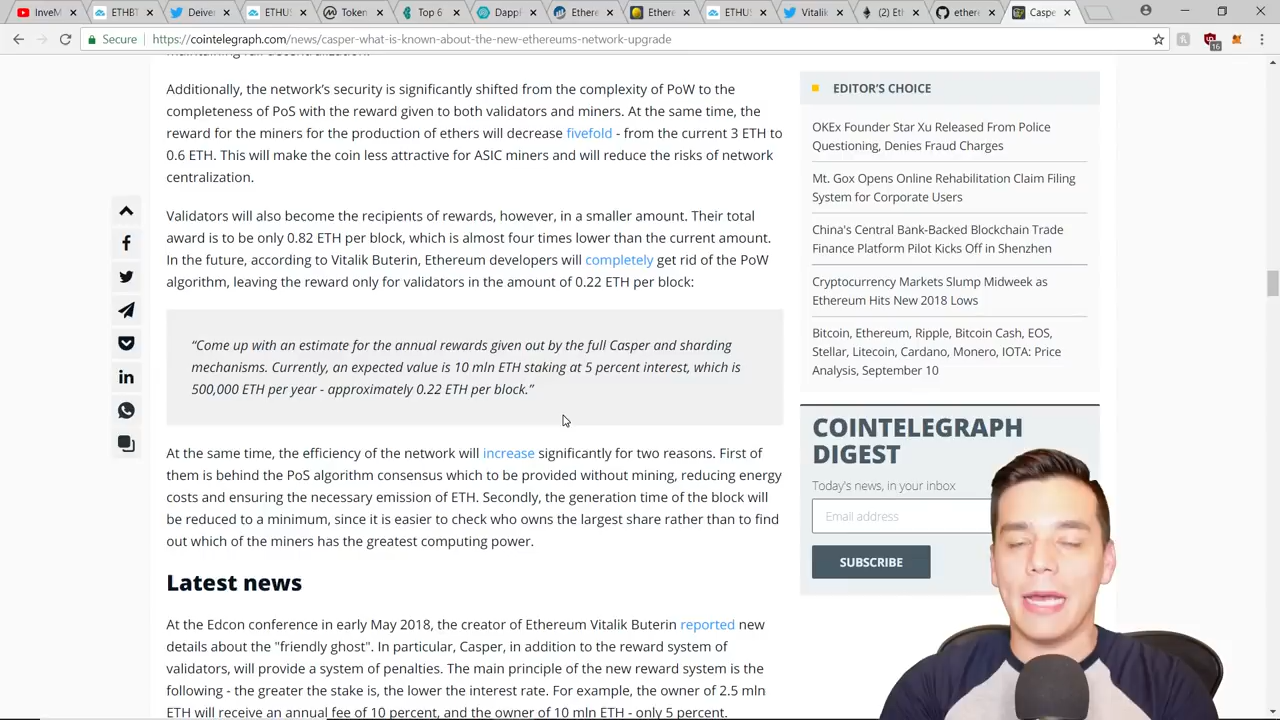 InveM
ETHBT
Deiver
ETHUS
Token
Top 6
DappR
Ethere
Ethere
ETHUS
Vitalik
(2) Eth
ethere
Caspe
Secure
https://cointelegraph.com/news/casper-what-is-known-about-the-new-ethereums-network-upgrade
16
Additionally, the network's security is significantly shifted from the complexity of PoW to the
completeness of PoS with the reward given to both validators and miners. At the same time, the
reward for the miners for the production of ethers will decrease fivefold - from the current 3 ETH to
0.6 ETH. This will make the coin less attractive for ASIC miners and will reduce the risks of network
centralization.
Validators will also become the recipients of rewards, however, in a smaller amount. Their total
award is to be only 0.82 ETH per block, which is almost four times lower than the current amount.
In the future, according to Vitalik Buterin, Ethereum developers will completely get rid of the PoW
algorithm, leaving the reward only for validators in the amount of 0.22 ETH per block:
“Come up with an estimate for the annual rewards given out by the full Casper and sharding
mechanisms. Currently, an expected value is 10 mln ETH staking at 5 percent interest, which is
500,000 ETH per year - approximately 0.22 ETH per block.”
At the same time, the efficiency of the network will increase significantly for two reasons. First of
them is behind the PoS algorithm consensus which to be provided without mining, reducing energy
costs and ensuring the necessary emission of ETH. Secondly, the generation time of the block will
be reduced to a minimum, since it is easier to check who owns the largest share rather than to find
out which of the miners has the greatest computing power.
Latest news
At the Edcon conference in early May 2018, the creator of Ethereum Vitalik Buterin reported new
details about the "friendly ghost". In particular, Casper, in addition to the reward system of
validators, will provide a system of penalties. The main principle of the new reward system is the
following - the greater the stake is, the lower the interest rate. For example, the owner of 2.5 mln
ETH will receive an annual fee of 10 percent, and the owner of 10 mln ETH - only 5 percent.
EDITOR'S CHOICE
OKEx Founder Star Xu Released From Police
Questioning, Denies Fraud Charges
Mt. Gox Opens Online Rehabilitation Claim Filing
System for Corporate Users
China's Central Bank-Backed Blockchain Trade
Finance Platform Pilot Kicks Off in Shenzhen
Cryptocurrency Markets Slump Midweek as
Ethereum Hits New 2018 Lows
Bitcoin, Ethereum, Ripple, Bitcoin Cash, EOS,
Stellar, Litecoin, Cardano, Monero, IOTA: Price
Analysis, September 10
COINTELEGRAPH
DIGEST
Today's news, in your inbox
Email address
SUBSCRIBE